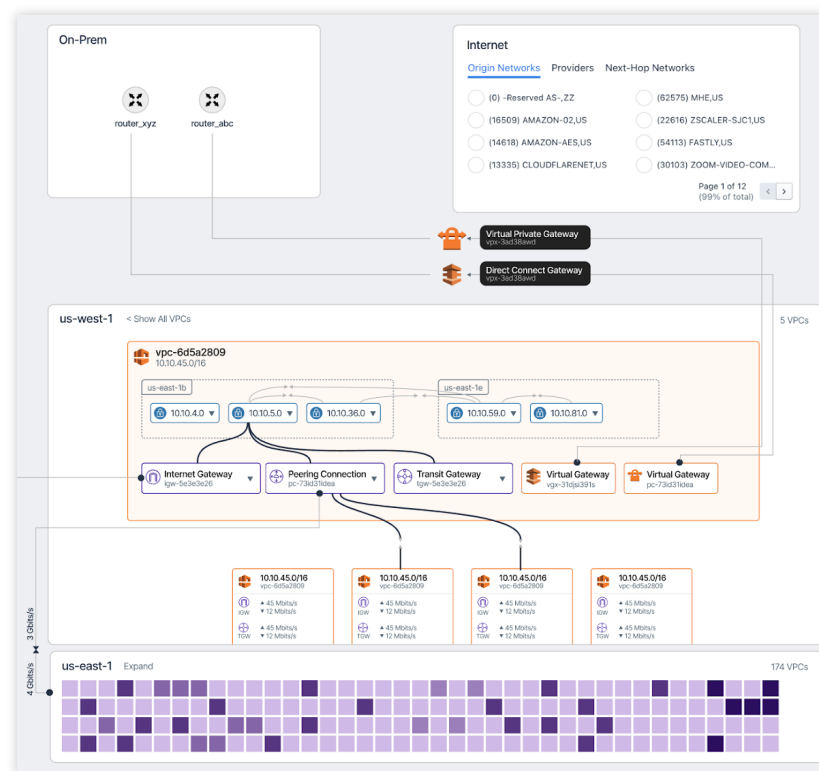 On-Prem
router_xyz
router_abc
Internet
Origin Networks Providers Next-Hop Networks
(0) -Reserved AS-,ZZ
(62575) MHE,US
(16509) AMAZON-02,US
(22616) ZSCALER-SJC1,US
(14618) AMAZON-AES,US
(54113) FASTLY,US
(13335) CLOUDFLARENET,US
(30103) ZOOM-VIDEO-COM...
Page 1 of 12
(99% of total)
Virtual Private Gateway
vpx-3ad38awd
Direct Connect Gateway
vpx-3ad38awd
us-west-1 < Show All VPCs
5 VPCs
vpc-6d5a2809
10.10.45.0/16
us-east-1b
us-east-1e
10.10.4.0
10.10.5.0
10.10.36.0
10.10.59.0
10.10.81.0
Internet Gateway
igw-5e3e3e26
Peering Connection
pc-73id31idea
Transit Gateway
tgw-5e3e3e26
Virtual Gateway
vgx-31djsi391s
Virtual Gateway
pc-73id31idea
10.10.45.0/16
vpc-6d5a2809
IGW
45 Mbits/s
12 Mbits/s
TGW
45 Mbits/s
12 Mbits/s
10.10.45.0/16
vpc-6d5a2809
IGW
45 Mbits/s
12 Mbits/s
TGW
45 Mbits/s
12 Mbits/s
10.10.45.0/16
vpc-6d5a2809
IGW
45 Mbits/s
12 Mbits/s
TGW
45 Mbits/s
12 Mbits/s
10.10.45.0/16
vpc-6d5a2809
IGW
45 Mbits/s
12 Mbits/s
TGW
45 Mbits/s
12 Mbits/s
3 Gbits/s
4 Gbits/s
us-east-1 Expand
174 VPCs